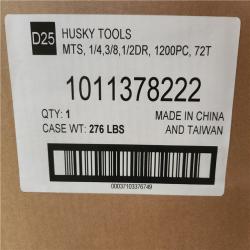 D25 HUSKY TOOLS
MTS, 1/4,3/8,1/2DR, 1200PC, 72T
1011378222
QTY: 1 MADE IN CHINA
CASE WT: 276 LBS AND TAIWAN
00037103376749